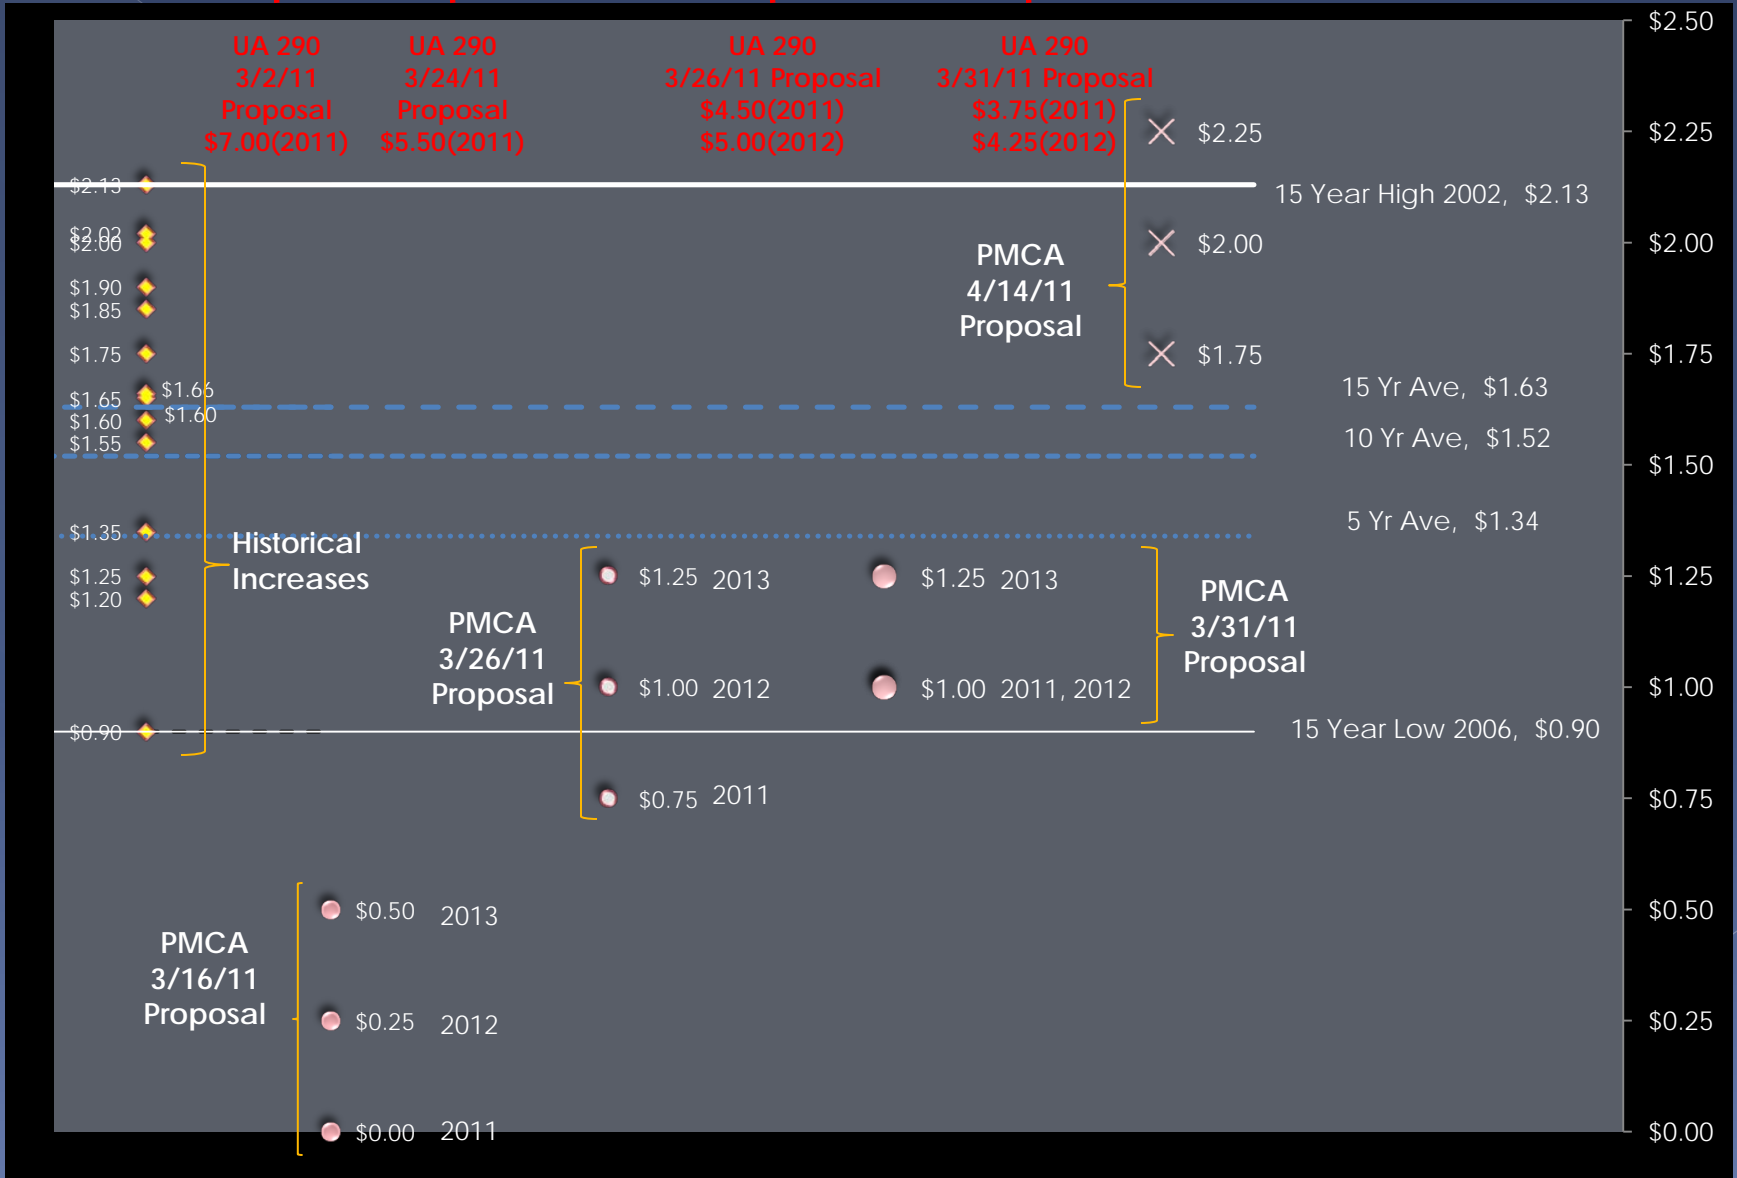 UA 290
3/2/11
Proposal
$7.00(2011)
UA 290
3/24/11
Proposal
$5.50(2011)
UA 290
3/26/11 Proposal
$4.50(2011)
$5.00(2012)
UA 290
3/31/11 Proposal
$3.75(2011)
$4.25(2012)
$2.50
$2.25
$2.00
$1.75
$1.50
$1.25
$1.00
$0.75
$0.50
$0.25
$0.00
$2.13
$2.02
$2.00
$1.90
$1.85
$1.75
$1.66
$1.65
$1.60
$1.60
$1.55
$1.35
$1.25
$1.20
$0.90
Historical
Increases
PMCA
3/16/11
Proposal
$0.50 2013
$0.25 2012
$0.00 2011
PMCA
3/26/11
Proposal
$1.25 2013
$1.00 2012
$0.75 2011
$1.25 2013
$1.00 2011, 2012
PMCA
3/31/11
Proposal
PMCA
4/14/11
Proposal
$2.25
$2.00
$1.75
15 Year High 2002, $2.13
15 Yr Ave, $1.63
10 Yr Ave, $1.52
5 Yr Ave, $1.34
15 Year Low 2006, $0.90